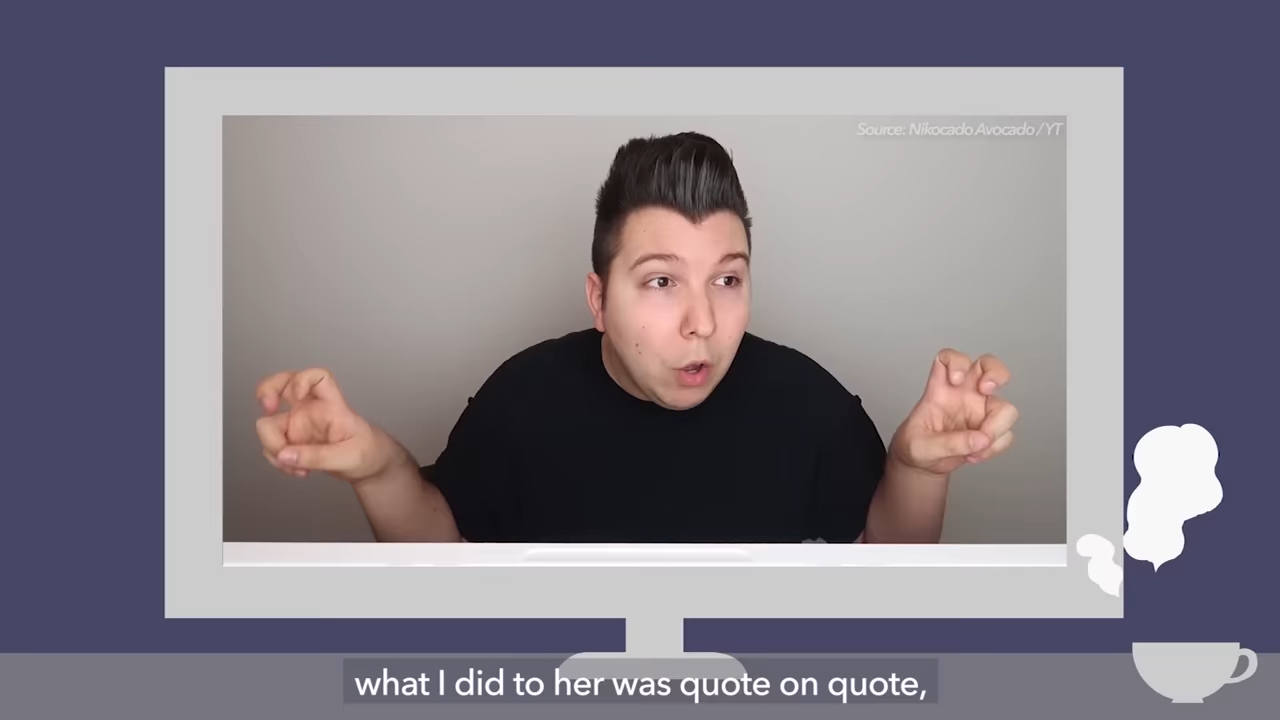 Source: Nikocado Avocado / YT
what I did to her was quote on quote,